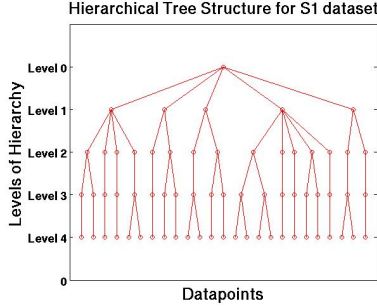 Hierarchical Tree Structure for S1 dataset
Levels of Hierarchy
Level 0
Level 1
Level 2
Level 3
Level 4
0
Datapoints